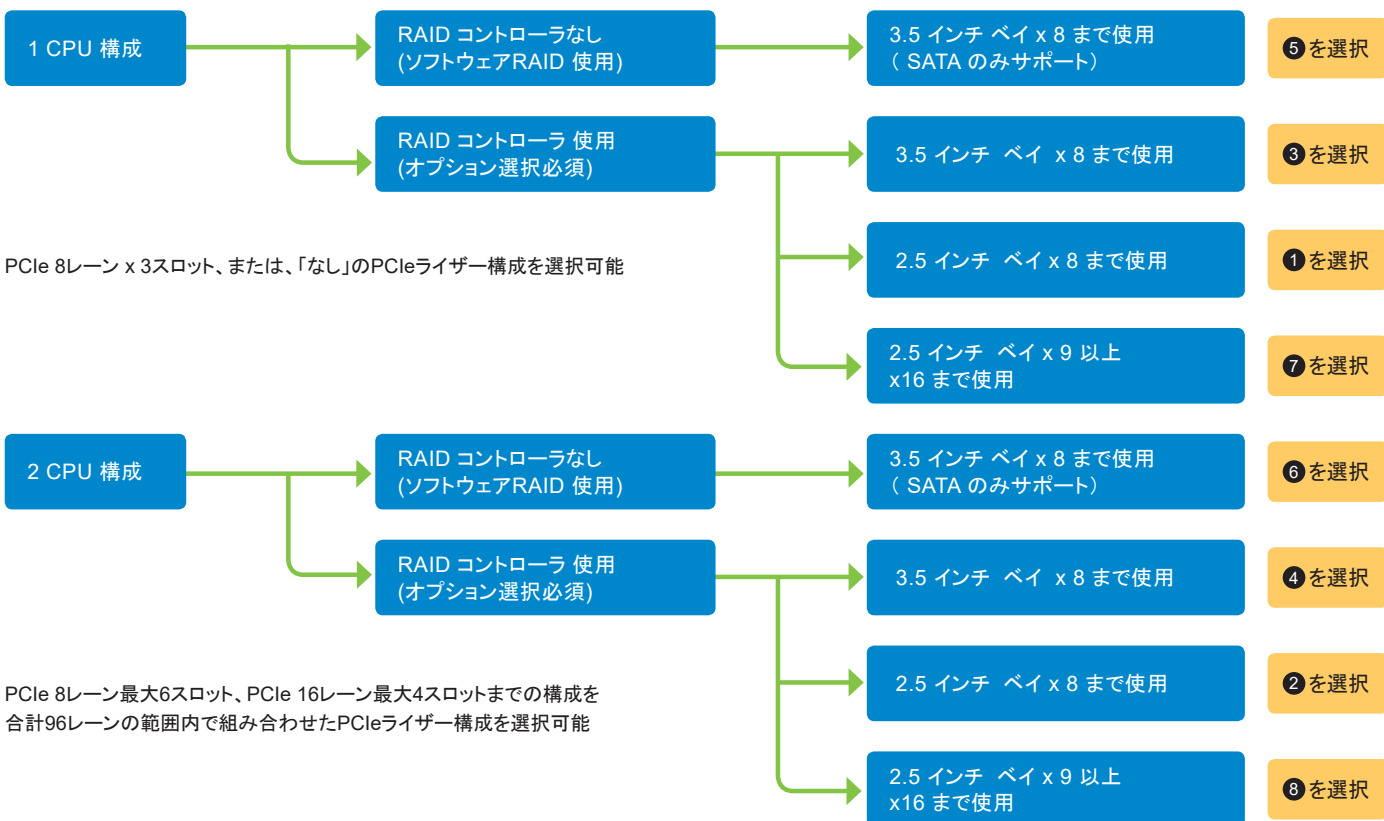 1 CPU 構成
RAID コントローラなし
(ソフトウェアRAID 使用)
3.5 インチ ベイ x 8 まで使用
( SATA のみサポート)
❺を選択
RAID コントローラ 使用
(オプション選択必須)
3.5 インチ ベイ x 8 まで使用
❸を選択
PCIe 8レーン x 3スロット、または、「なし」のPCIeライザー構成を選択可能
2.5 インチ ベイ x 8 まで使用
❶を選択
2.5 インチ ベイ x 9 以上
x16 まで使用
❼を選択
2 CPU 構成
RAID コントローラなし
(ソフトウェアRAID 使用)
3.5 インチ ベイ x 8 まで使用
( SATA のみサポート)
❻を選択
RAID コントローラ 使用
(オプション選択必須)
3.5 インチ ベイ x 8 まで使用
❹を選択
PCIe 8レーン最大6スロット、PCIe 16レーン最大4スロットまでの構成を
合計96レーンの範囲内で組み合わせたPCIeライザー構成を選択可能
2.5 インチ ベイ x 8 まで使用
❷を選択
2.5 インチ ベイ x 9 以上
x16 まで使用
❽を選択